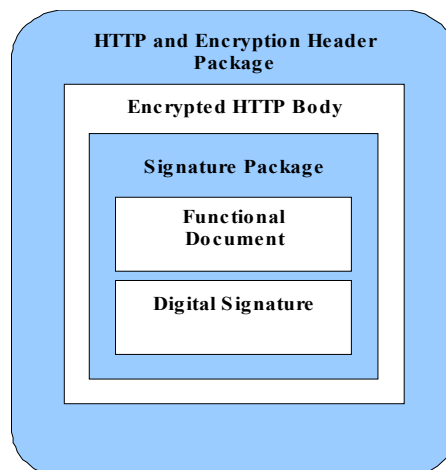 HTTP and Encryption Header
Package
Encrypted HTTP Body
Signature Package
Functional
Document
Digital Signature